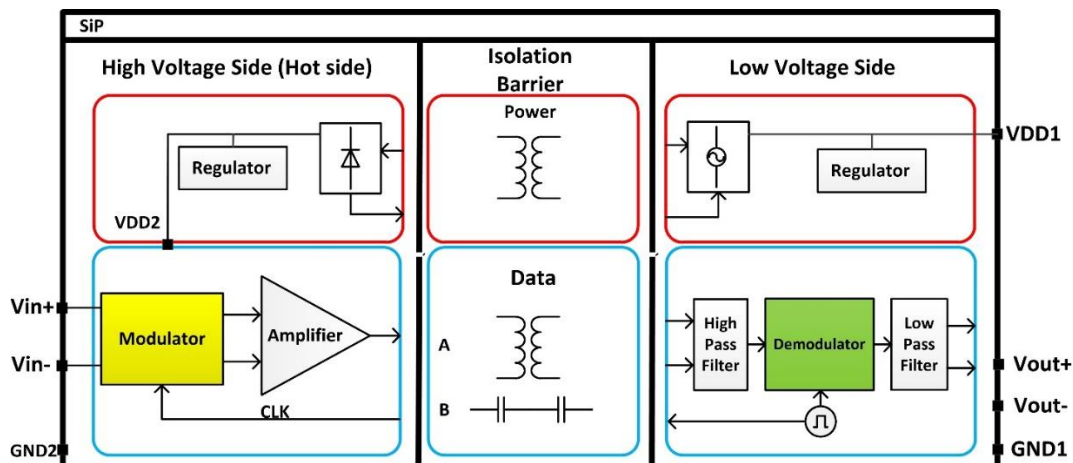 SiP
High Voltage Side (Hot side)
Isolation
Barrier
Low Voltage Side
Power
Regulator
VDD2
Regulator
VDD1
Vin+
Vin-
GND2
Modulator
Amplifier
CLK
Data
A
B
High
Pass
Filter
Demodulator
Low
Pass
Filter
Vout+
Vout-
GND1